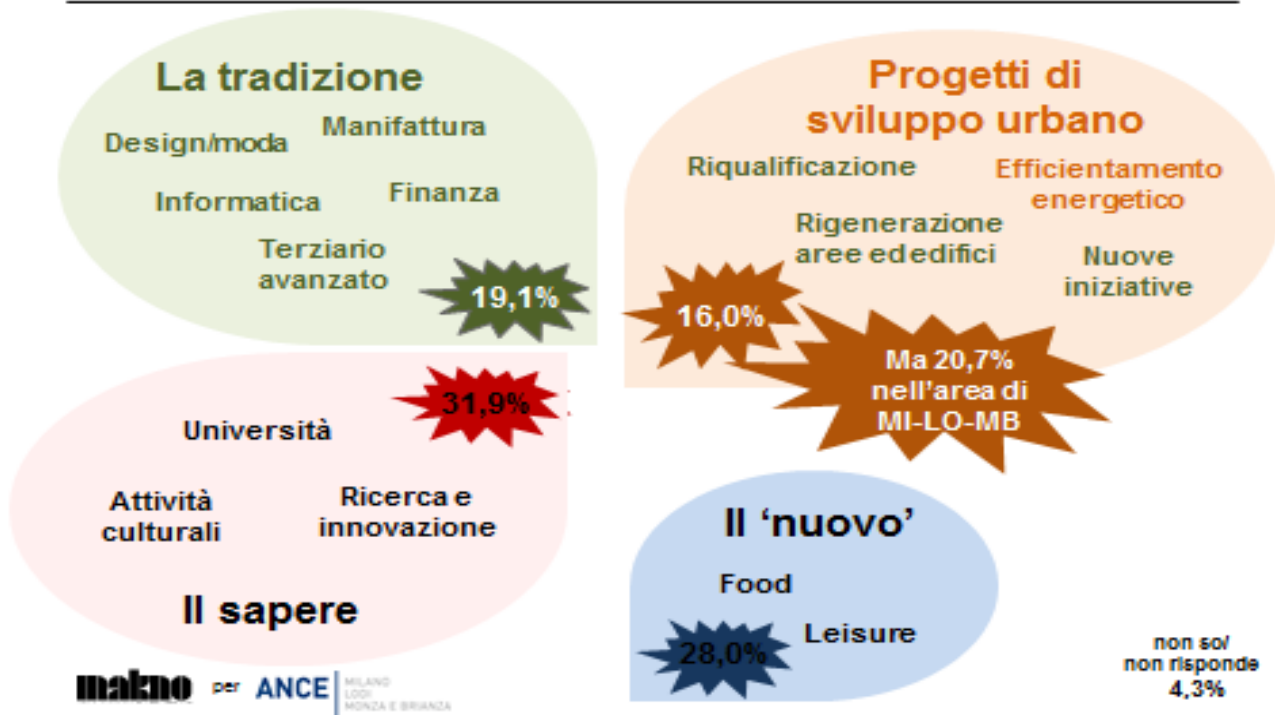 La tradizione
Design/moda
Manifattura
Informatica
Finanza
Terziario
avanzato
19,1%
Progetti di
sviluppo urbano
Riqualificazione
Efficientamento
energetico
Rigenerazione
aree ed edifici
Nuove
iniziative
16,0%
Ma 20,7%
nell'area di
MI-LO-MB
31,9%
Università
Attività
culturali
Ricerca e
innovazione
Il sapere
Il ‘nuovo’
Food
Leisure
28,0%
non so/
non risponde
4,3%
makno per ANCE
MILANO
LODI
MONZA E BRIANZA